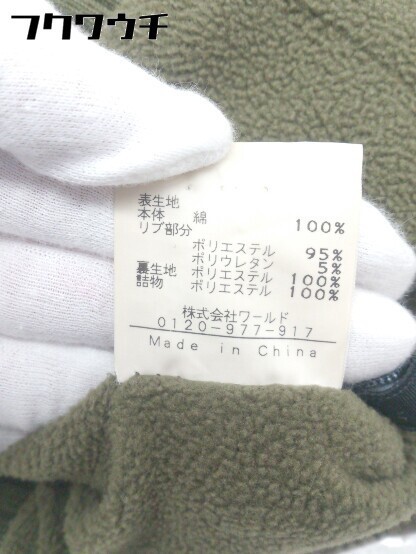 フクワウチ
表生地
本体 綿 100%
リブ部分
ポリエステル 95%
ポリウレタン 5%
裏生地 ポリエステル 100%
詰物 ポリエステル 100%
株式会社ワールド
0120-977-917
Made in China